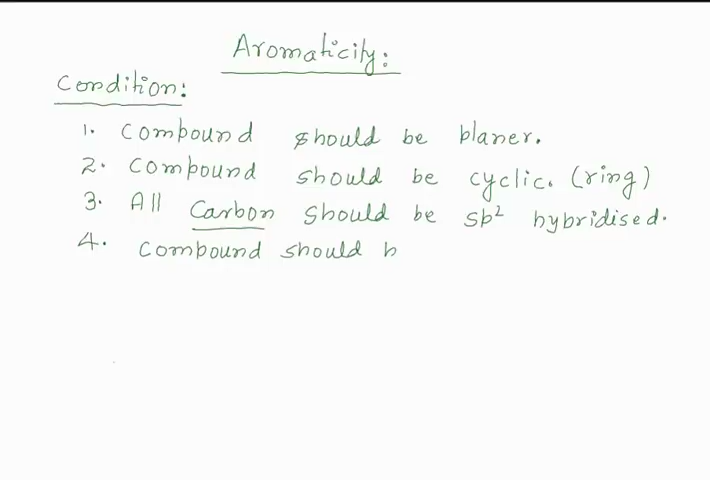 Aromaticity:
Condition:
1. Compound should be planer.
2. Compound should be cyclic. (ring)
3. All Carbon should be sp² hybridised.
4. Compound should h